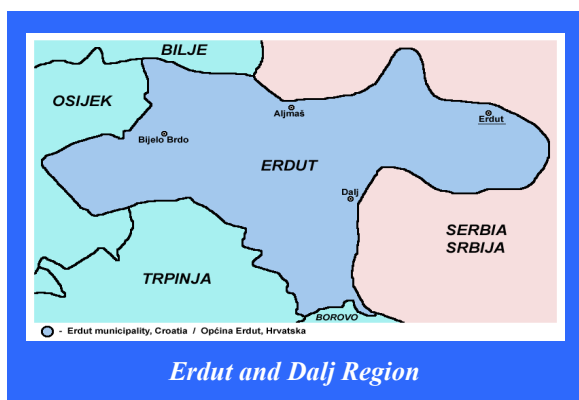 BILJE
OSIJEK
Aljmaš
Erdut
Bijelo Brdo
ERDUT
Dalj
SERBIA
SRBIJA
TRPINJA
BOROVO
- Erdut municipality, Croatia / Općina Erdut, Hrvatska
Erdut and Dalj Region